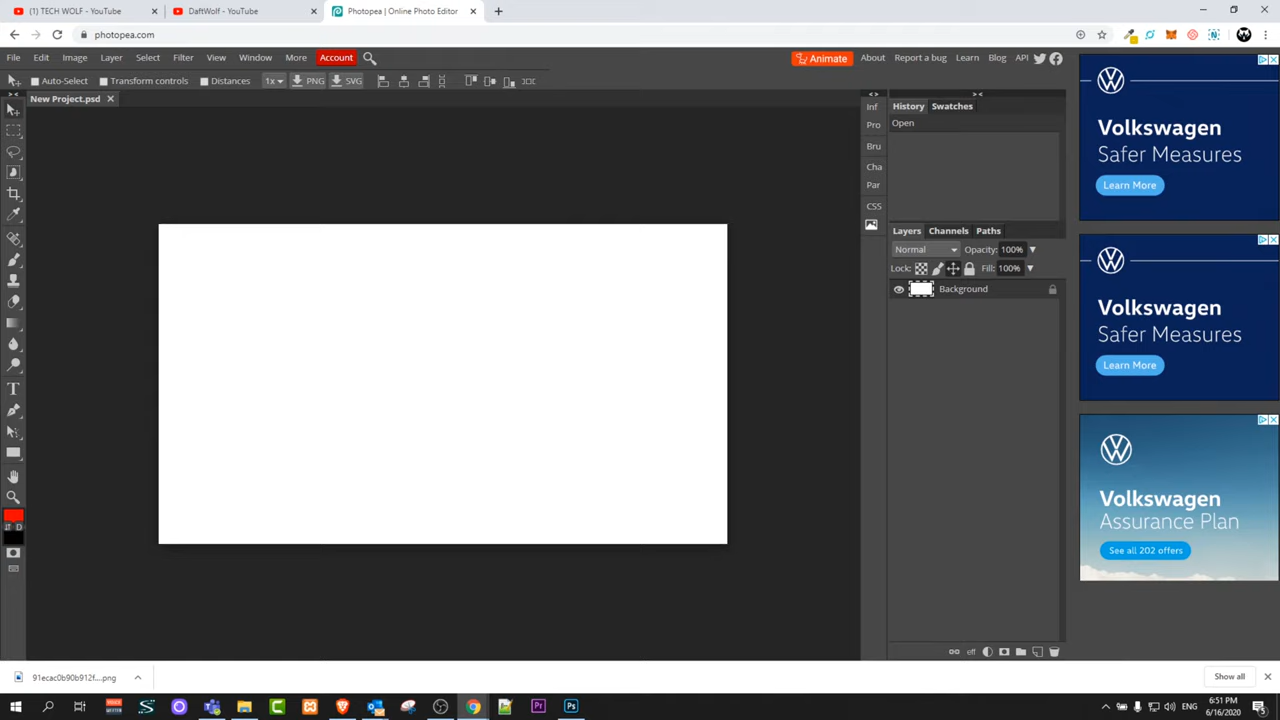 (1) TECH WOLF - YouTube
DaftWolf - YouTube
Photopea | Online Photo Editor
photopea.com
File Edit Image Layer Select Filter View Window More Account
Animate About Report a bug Learn Blog API
Auto-Select Transform controls Distances 1x PNG SVG
New Project.psd
Inf
Pro
Bru
Cha
Par
CSS
History Swatches
Open
Layers Channels Paths
Normal Opacity: 100%
Lock: Fill: 100%
Background
eff
T
D
Volkswagen
Safer Measures
Learn More
Volkswagen
Safer Measures
Learn More
Volkswagen
Assurance Plan
See all 202 offers
91ecac0b90b912f....png
Show all
Pr
Ps
ENG
6:51 PM
6/16/2020